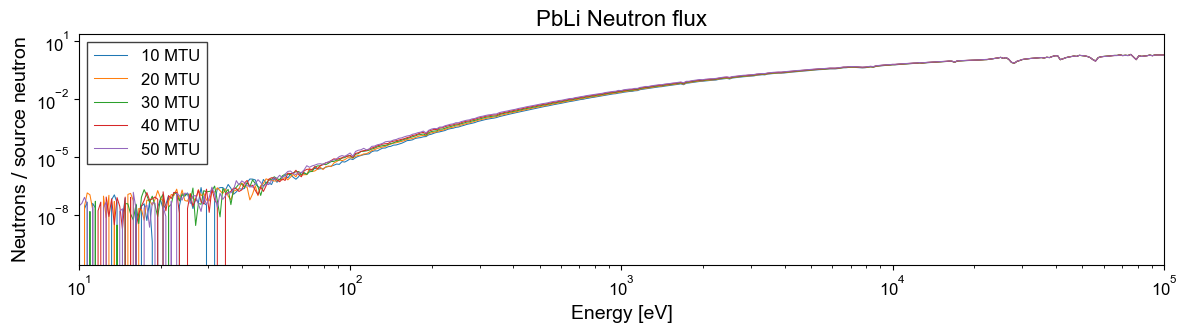 PbLi Neutron flux
Neutrons / source neutron
10¹
10⁻²
10⁻⁵
10⁻⁸
10 MTU
20 MTU
30 MTU
40 MTU
50 MTU
10¹
10²
10³
10⁴
10⁵
Energy [eV]